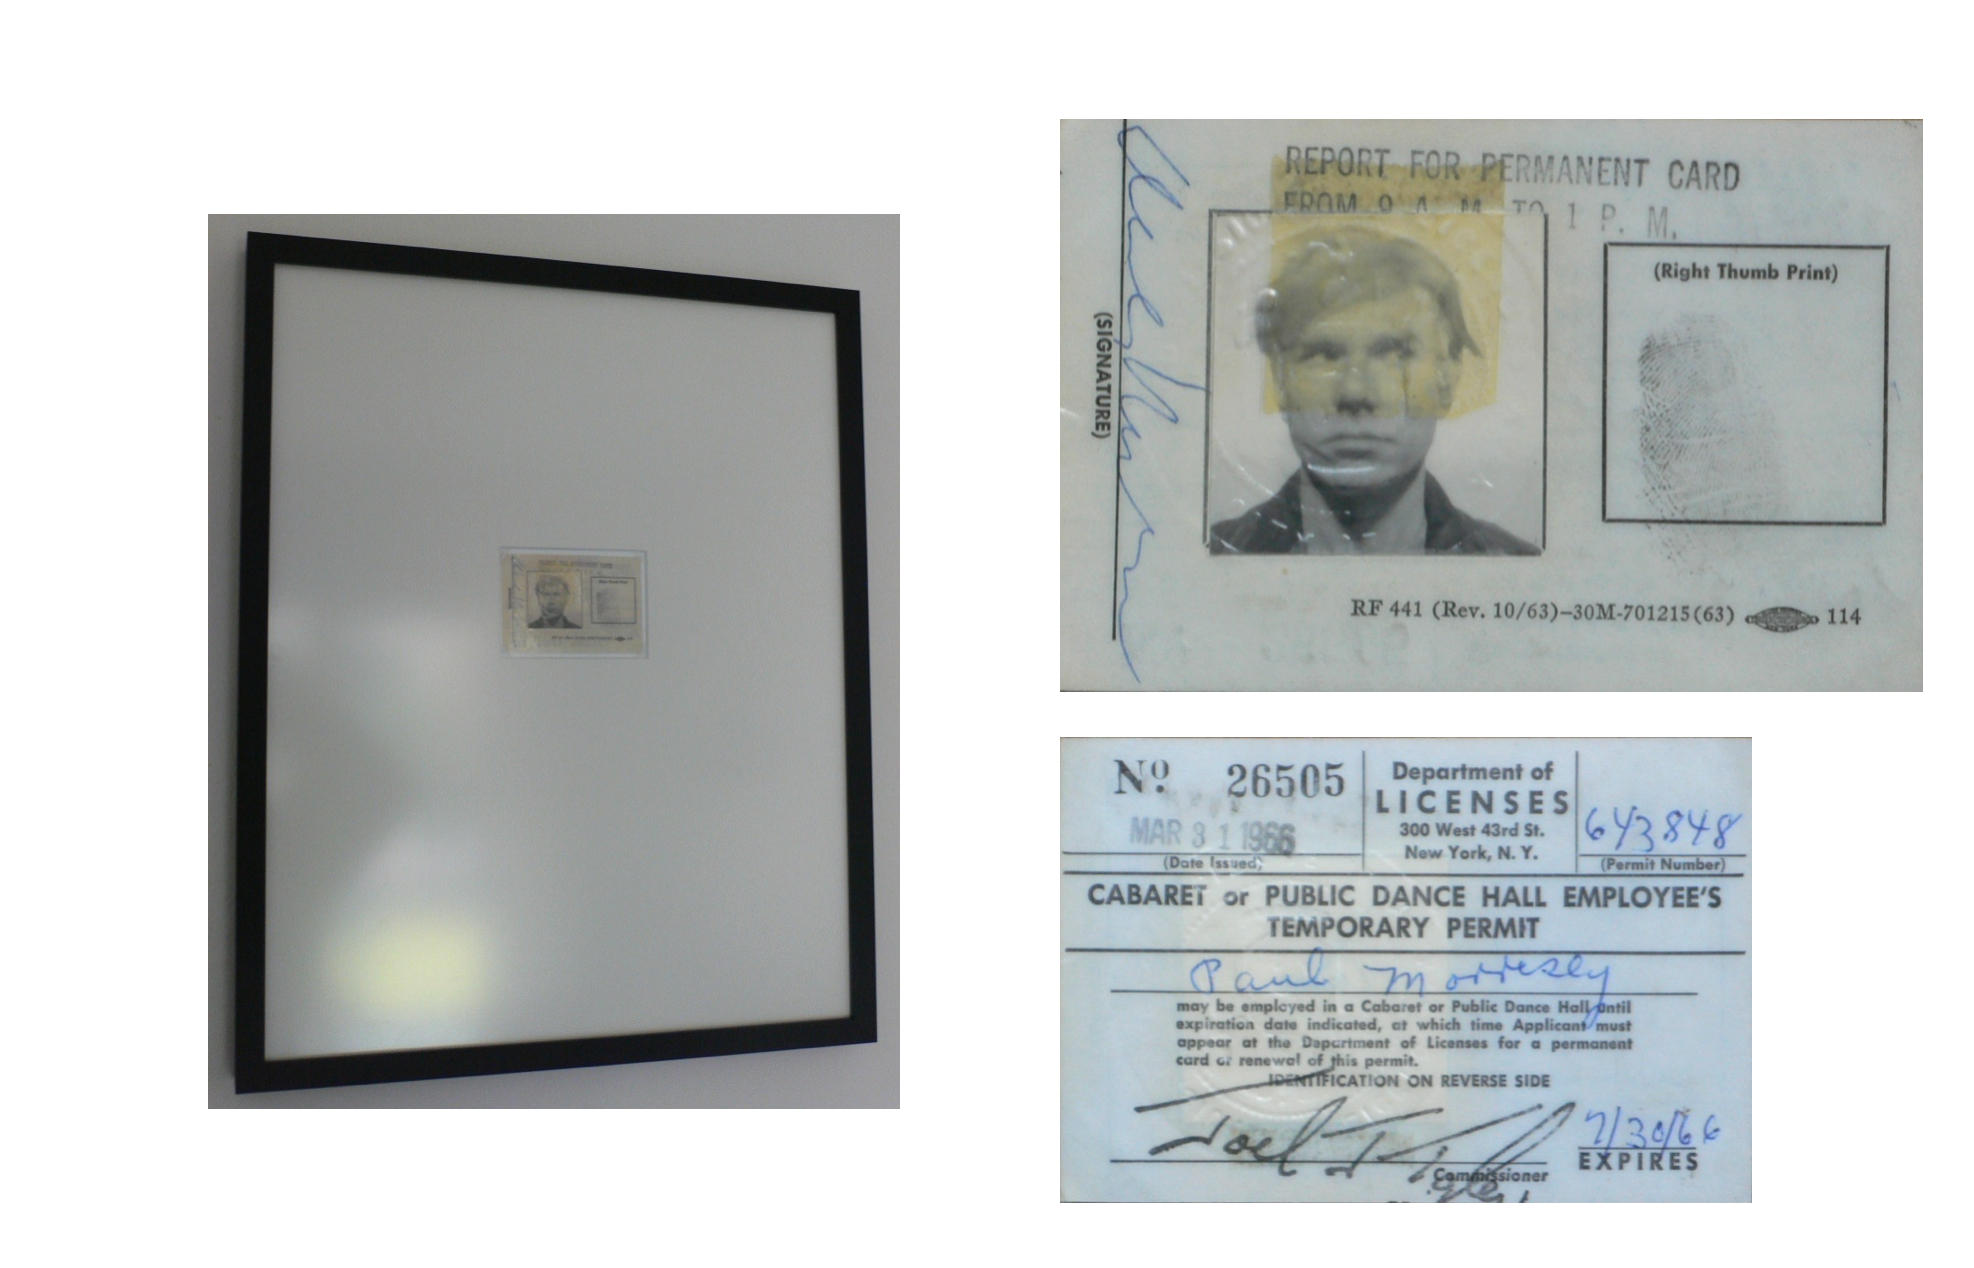 REPORT FOR PERMANENT CARD
FROM 9 A. M. TO 1 P. M.
(Right Thumb Print)
(SIGNATURE)
RF 441 (Rev. 10/63)–30M-701215(63) 114
Nº 26505
MAR 31 1966
(Date Issued)
Department of
LICENSES
300 West 43rd St.
New York, N. Y.
643848
(Permit Number)
CABARET or PUBLIC DANCE HALL EMPLOYEE'S
TEMPORARY PERMIT
Paul Morrissey
may be employed in a Cabaret or Public Dance Hall until
expiration date indicated, at which time Applicant must
appear at the Department of Licenses for a permanent
card or renewal of this permit.
IDENTIFICATION ON REVERSE SIDE
Joel J. Tyler
Commissioner
7/30/66
EXPIRES